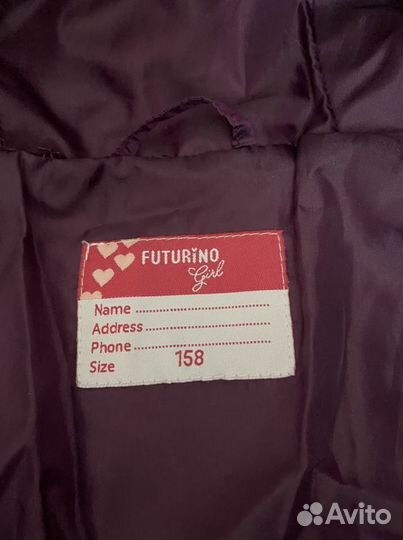 FUTURINO
Girl
Name ........................
Address ........................
Phone ........................
Size 158
Avito